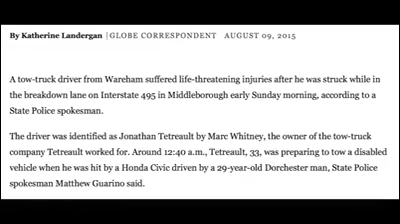 By Katherine Landergan | GLOBE CORRESPONDENT AUGUST 09, 2015
A tow-truck driver from Wareham suffered life-threatening injuries after he was struck while in
the breakdown lane on Interstate 495 in Middleborough early Sunday morning, according to a
State Police spokesman.
The driver was identified as Jonathan Tetreault by Marc Whitney, the owner of the tow-truck
company Tetreault worked for. Around 12:40 a.m., Tetreault, 33, was preparing to tow a disabled
vehicle when he was hit by a Honda Civic driven by a 29-year-old Dorchester man, State Police
spokesman Matthew Guarino said.